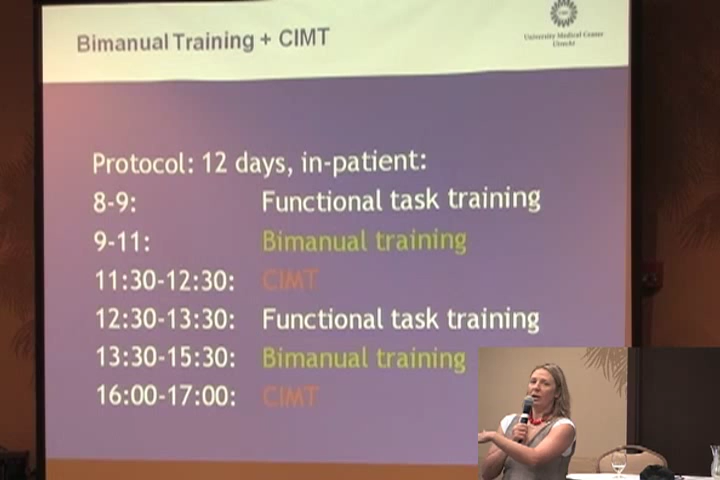 Bimanual Training + CIMT
University Medical Center
Utrecht
Protocol: 12 days, in-patient:
8-9: Functional task training
9-11: Bimanual training
11:30-12:30: CIMT
12:30-13:30: Functional task training
13:30-15:30: Bimanual training
16:00-17:00: CIMT